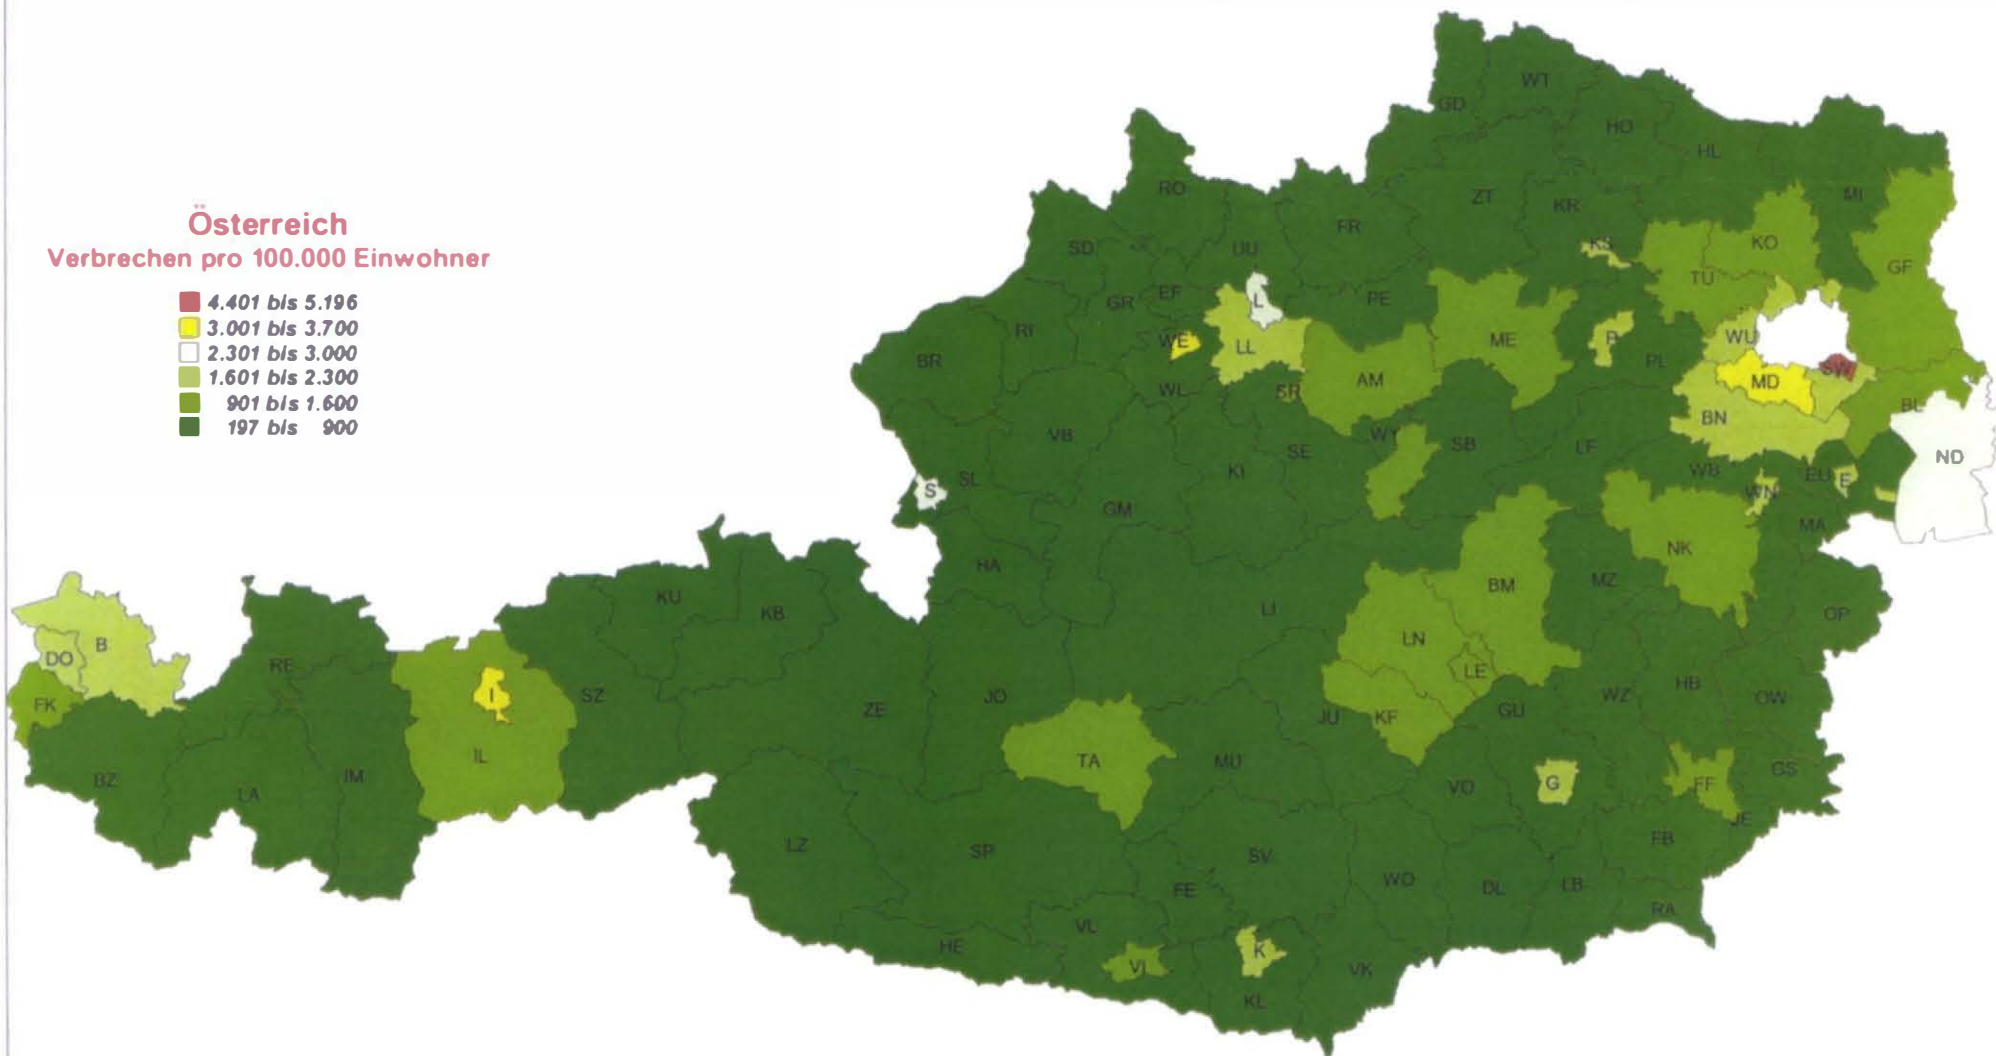 Österreich
Verbrechen pro 100.000 Einwohner
4.401 bis 5.196
3.001 bis 3.700
2.301 bis 3.000
1.601 bis 2.300
901 bis 1.600
197 bis 900
WT
GD
HO
HL
RO
MI
ZT
KR
FR
SD
UU
KS
KO
GF
TÜ
EF
GR
L
PE
RI
WE
LL
ME
P
WU
PL
BR
AM
MD
SW
WL
SR
BL
BN
VB
WY
SB
LF
ND
SE
KI
WB
EU
E
SL
S
WN
GM
MA
NK
HA
BM
MZ
KU
KB
LI
OP
LN
B
DO
RE
LE
HB
I
SZ
JO
WZ
OW
FK
ZE
JU
KF
GU
IL
TA
MU
GS
BZ
IM
LA
VO
G
FF
JE
LZ
SP
SV
FB
FE
WO
DL
LB
RA
VL
HE
K
VI
VK
KL